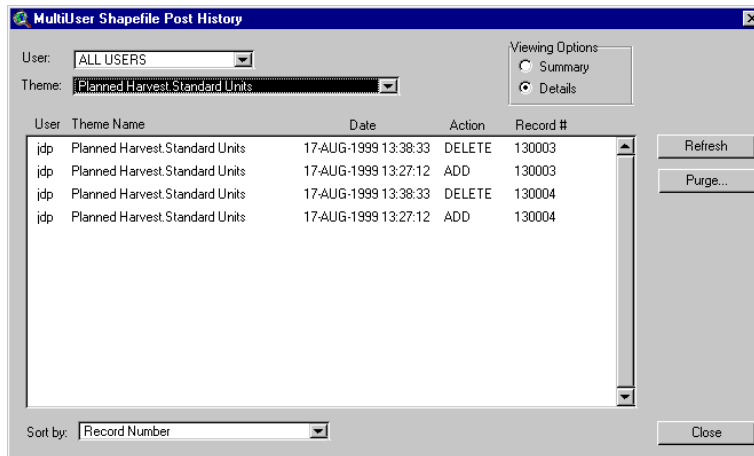 MultiUser Shapefile Post History
User: ALL USERS
Theme: Planned Harvest.Standard Units
Viewing Options
Summary
Details
User Theme Name Date Action Record #
jdp Planned Harvest.Standard Units 17-AUG-1999 13:38:33 DELETE 130003
jdp Planned Harvest.Standard Units 17-AUG-1999 13:27:12 ADD 130003
jdp Planned Harvest.Standard Units 17-AUG-1999 13:38:33 DELETE 130004
jdp Planned Harvest.Standard Units 17-AUG-1999 13:27:12 ADD 130004
Refresh
Purge...
Sort by: Record Number
Close